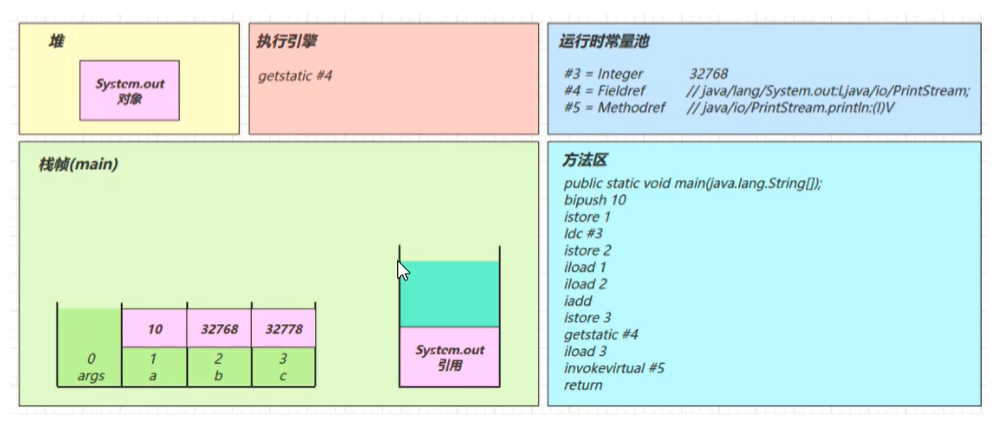 堆
System.out
对象
执行引擎
getstatic #4
运行时常量池
#3 = Integer 32768
#4 = Fieldref // java/lang/System.out:Ljava/io/PrintStream;
#5 = Methodref // java/io/PrintStream.println:(I)V
栈帧(main)
10 32768 32778
0 1 2 3
args a b c
System.out
引用
方法区
public static void main(java.lang.String[]);
bipush 10
istore 1
ldc #3
istore 2
iload 1
iload 2
iadd
istore 3
getstatic #4
iload 3
invokevirtual #5
return